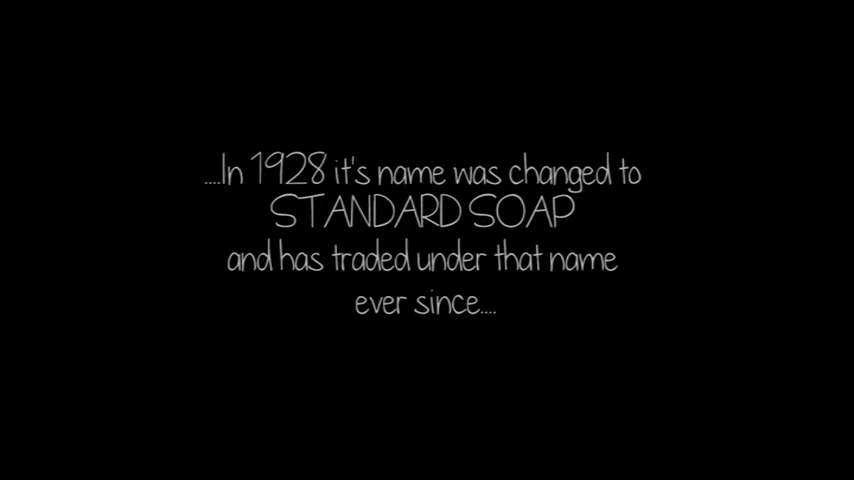 ....In 1928 it's name was changed to
STANDARD SOAP
and has traded under that name
ever since....